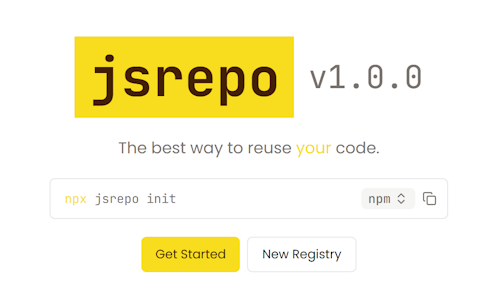 jsrepo v1.0.0
The best way to reuse your code.
npx jsrepo init npm
Get Started New Registry